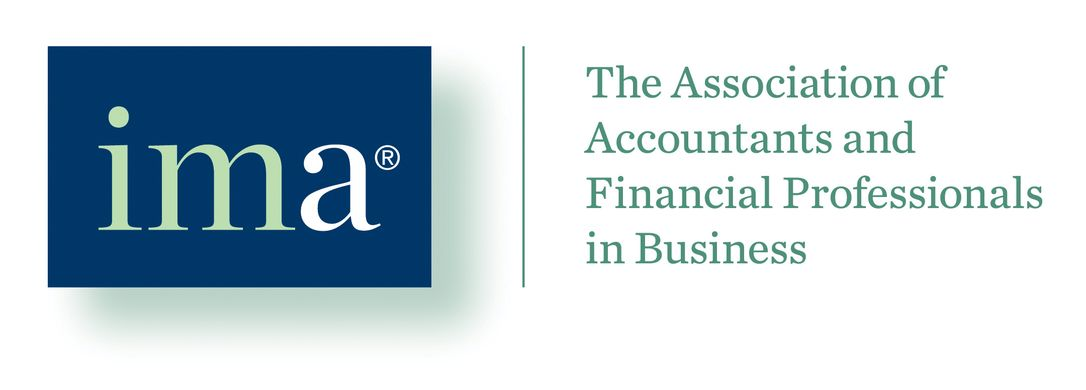 ima®
The Association of
Accountants and
Financial Professionals
in Business